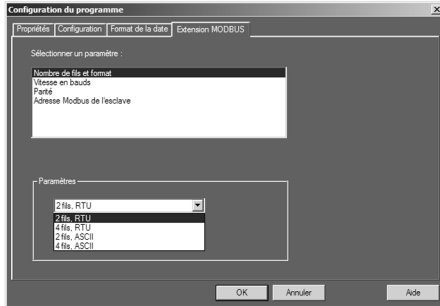 Configuration du programme
Propriétés Configuration Format de la date Extension MODBUS
Sélectionner un paramètre :
Nombre de fils et format
Vitesse en bauds
Parité
Adresse Modbus de l'esclave
Paramètres
2 fils, RTU
2 fils, RTU
4 fils, RTU
2 fils, ASCII
4 fils, ASCII
OK Annuler Aide